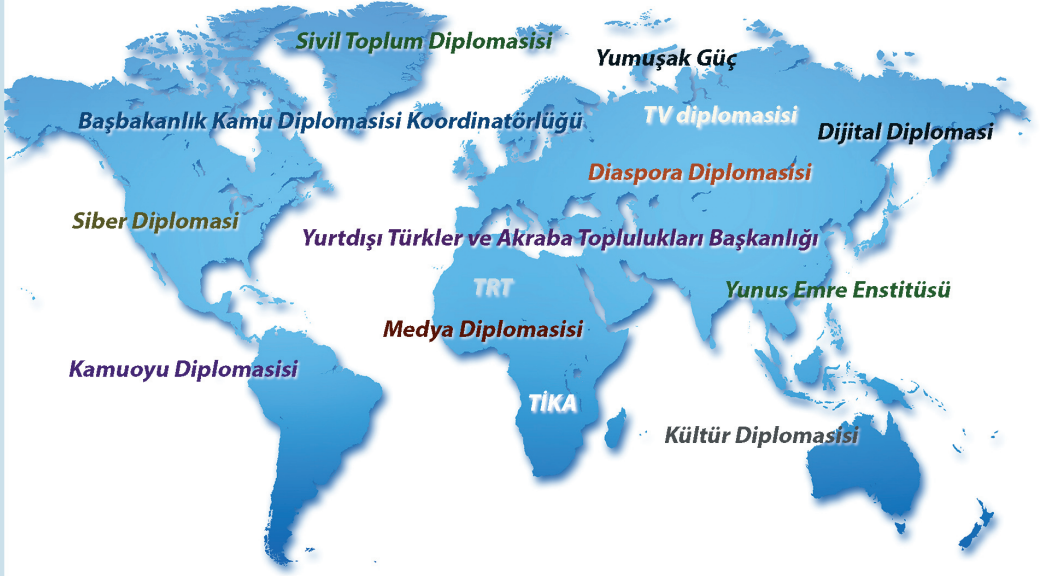 Sivil Toplum Diplomasisi
Yumuşak Güç
TV diplomasisi
Başbakanlık Kamu Diplomasisi Koordinatörlüğü
Dijital Diplomasi
Diaspora Diplomasisi
Siber Diplomasi
Yurtdışı Türkler ve Akraba Toplulukları Başkanlığı
TRT
Yunus Emre Enstitüsü
Medya Diplomasisi
Kamuoyu Diplomasisi
TİKA
Kültür Diplomasisi